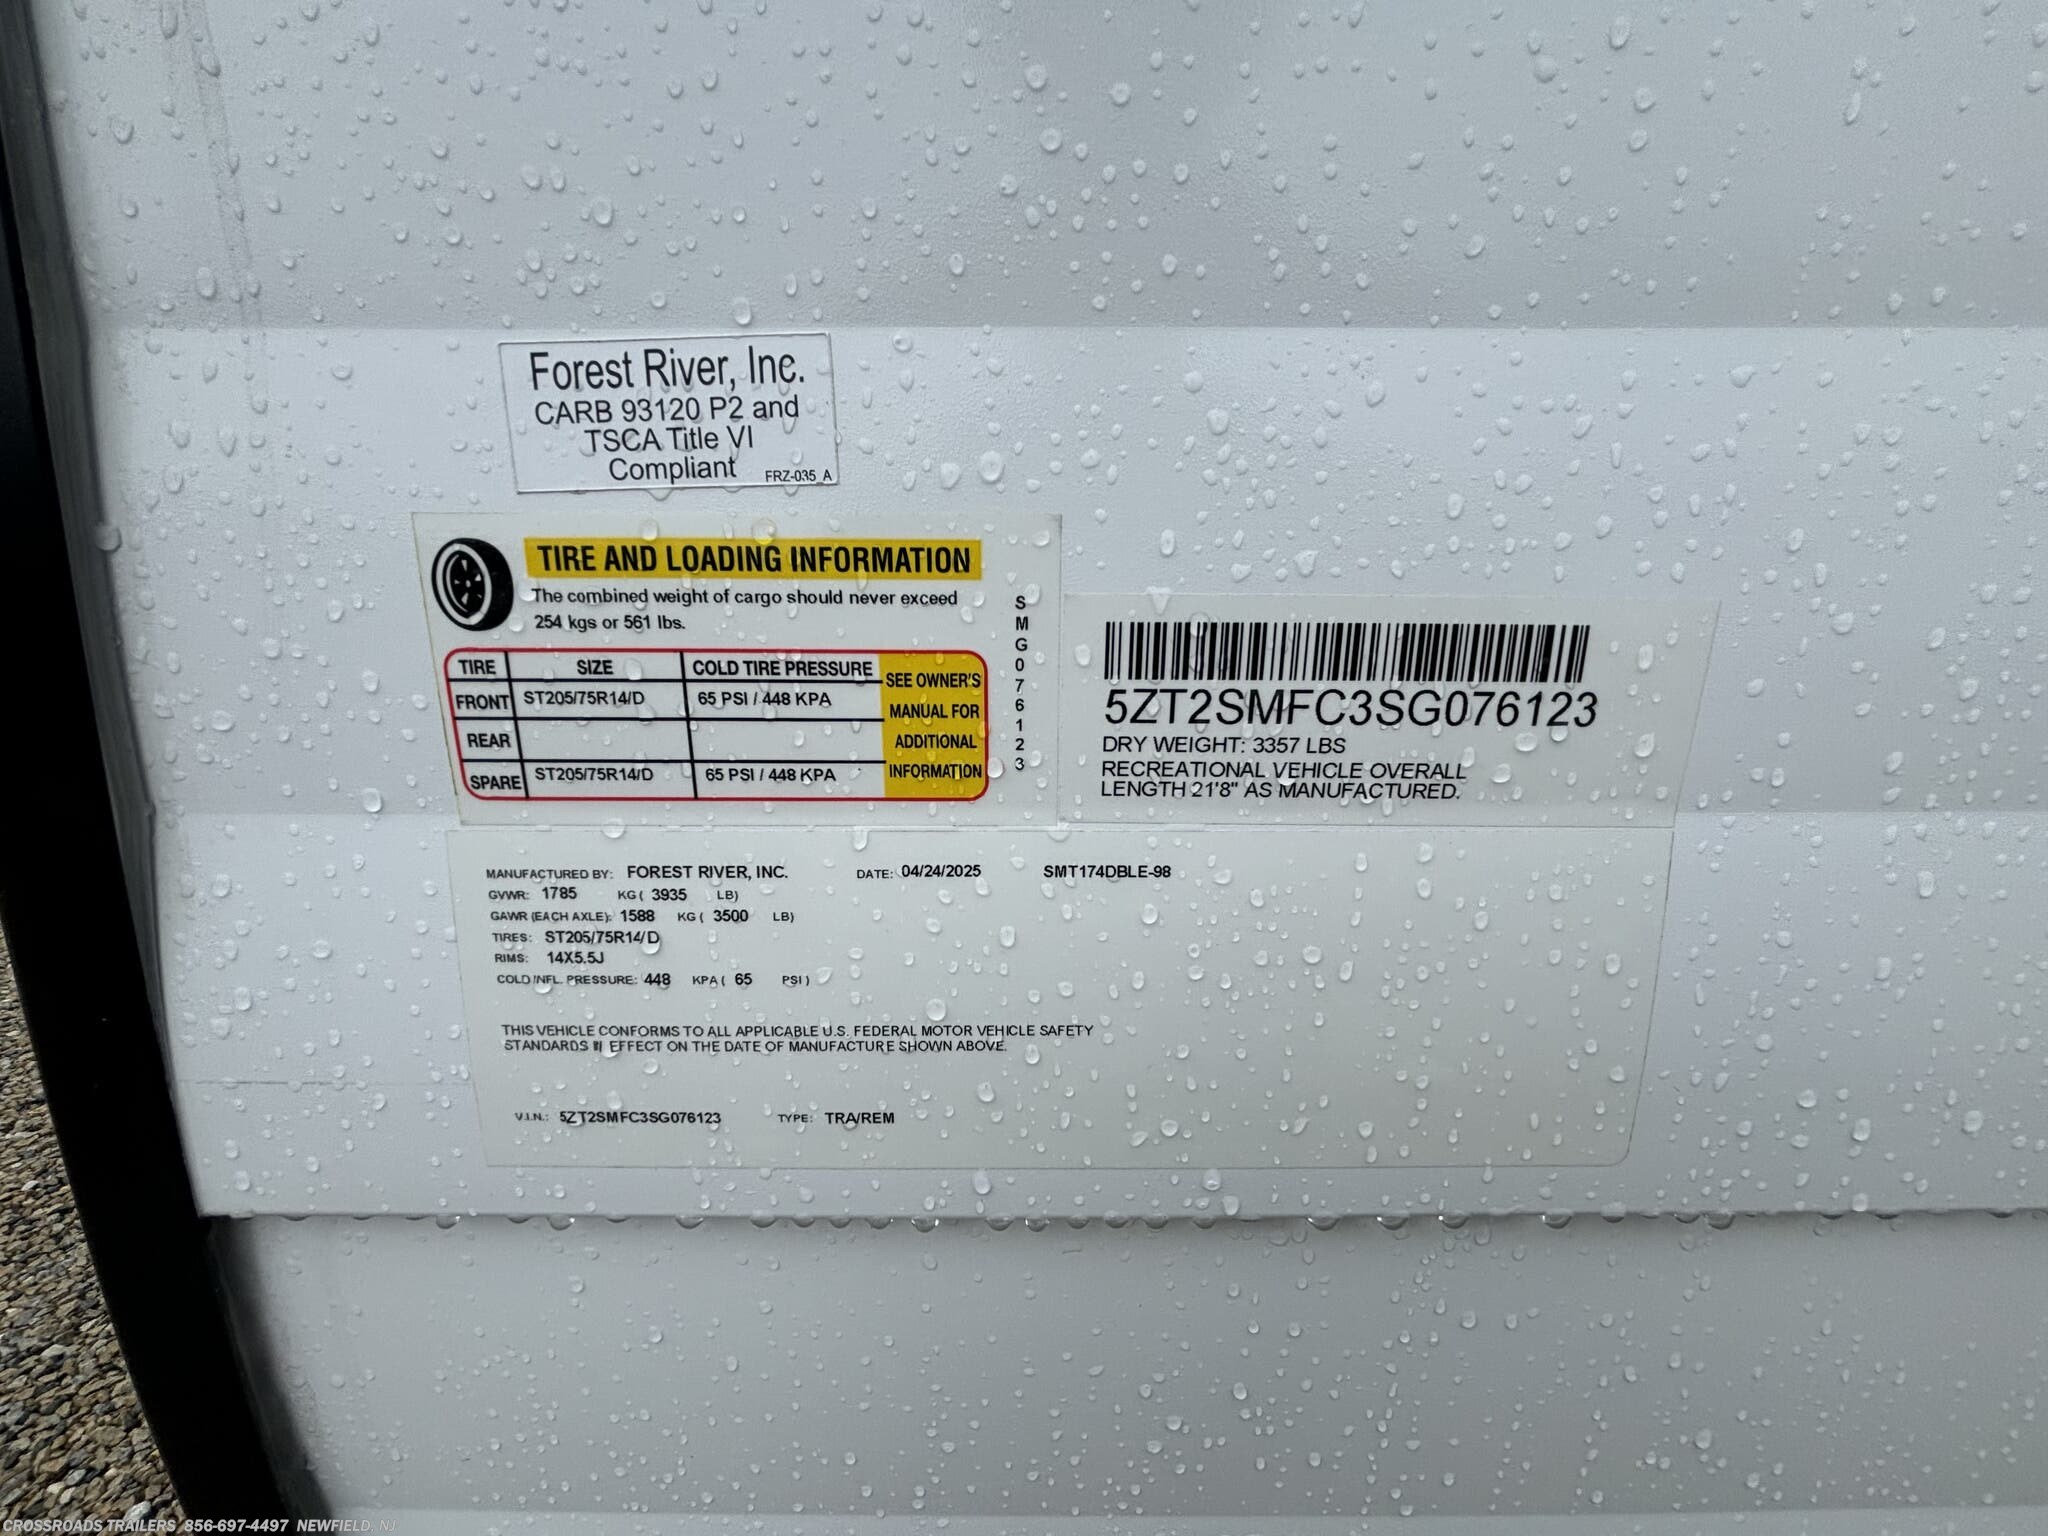 Forest River, Inc.
CARB 93120 P2 and
TSCA Title VI
Compliant
FRZ-035 A
TIRE AND LOADING INFORMATION
The combined weight of cargo should never exceed
254 kgs or 561 lbs.
TIRE SIZE COLD TIRE PRESSURE
FRONT ST205/75R14/D 65 PSI / 448 KPA
REAR
SPARE ST205/75R14/D 65 PSI / 448 KPA
SEE OWNER'S
MANUAL FOR
ADDITIONAL
INFORMATION
SMG076123
5ZT2SMFC3SG076123
DRY WEIGHT: 3357 LBS
RECREATIONAL VEHICLE OVERALL
LENGTH 21'8" AS MANUFACTURED.
MANUFACTURED BY: FOREST RIVER, INC. DATE: 04/24/2025 SMT174DBLE-98
GVWR: 1785 KG ( 3935 LB)
GAWR (EACH AXLE): 1588 KG ( 3500 LB)
TIRES: ST205/75R14/D
RIMS: 14X5.5J
COLD INFL. PRESSURE: 448 KPA ( 65 PSI )
THIS VEHICLE CONFORMS TO ALL APPLICABLE U.S. FEDERAL MOTOR VEHICLE SAFETY
STANDARDS IN EFFECT ON THE DATE OF MANUFACTURE SHOWN ABOVE.
V.I.N.: 5ZT2SMFC3SG076123 TYPE: TRA/REM
CROSSROADS TRAILERS 856-697-4497 NEWFIELD, NJ